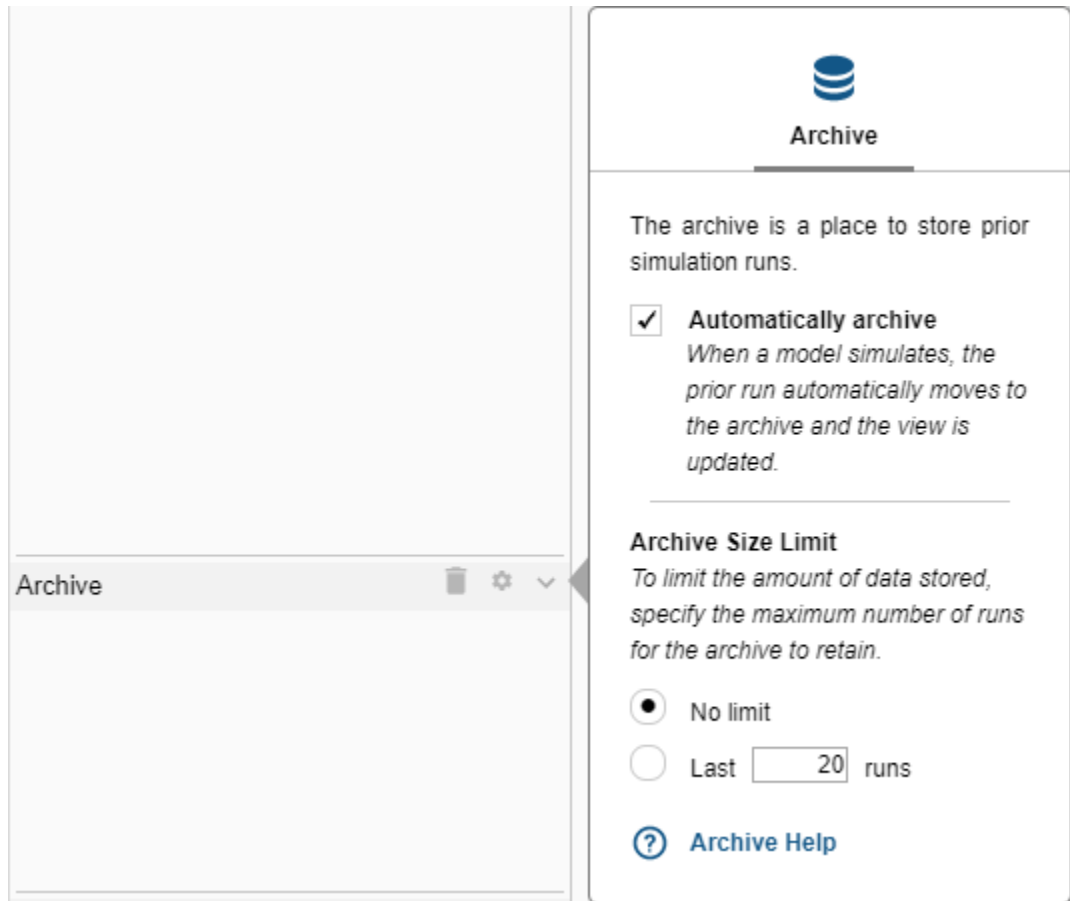 Archive
The archive is a place to store prior
simulation runs.
Automatically archive
When a model simulates, the
prior run automatically moves to
the archive and the view is
updated.
Archive Size Limit
To limit the amount of data stored,
specify the maximum number of runs
for the archive to retain.
No limit
Last 20 runs
? Archive Help
Archive